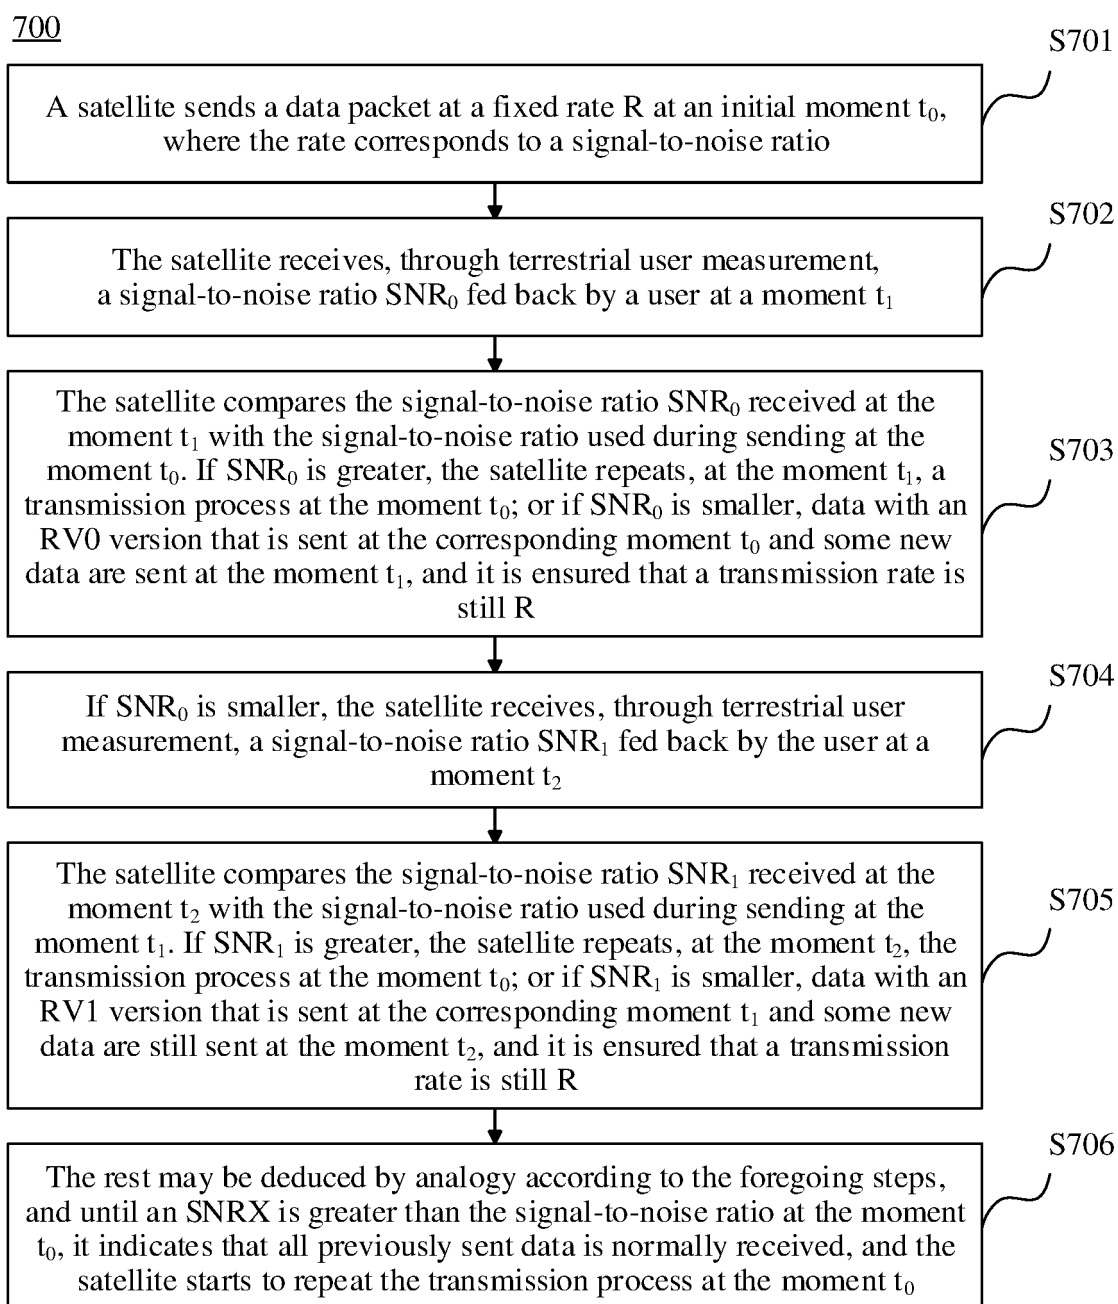 700
S701
A satellite sends a data packet at a fixed rate R at an initial moment t₀,
where the rate corresponds to a signal-to-noise ratio
S702
The satellite receives, through terrestrial user measurement,
a signal-to-noise ratio SNR₀ fed back by a user at a moment t₁
S703
The satellite compares the signal-to-noise ratio SNR₀ received at the
moment t₁ with the signal-to-noise ratio used during sending at the
moment t₀. If SNR₀ is greater, the satellite repeats, at the moment t₁, a
transmission process at the moment t₀; or if SNR₀ is smaller, data with an
RV0 version that is sent at the corresponding moment t₀ and some new
data are sent at the moment t₁, and it is ensured that a transmission rate is
still R
S704
If SNR₀ is smaller, the satellite receives, through terrestrial user
measurement, a signal-to-noise ratio SNR₁ fed back by the user at a
moment t₂
S705
The satellite compares the signal-to-noise ratio SNR₁ received at the
moment t₂ with the signal-to-noise ratio used during sending at the
moment t₁. If SNR₁ is greater, the satellite repeats, at the moment t₂, the
transmission process at the moment t₀; or if SNR₁ is smaller, data with an
RV1 version that is sent at the corresponding moment t₁ and some new
data are still sent at the moment t₂, and it is ensured that a transmission
rate is still R
S706
The rest may be deduced by analogy according to the foregoing steps,
and until an SNRX is greater than the signal-to-noise ratio at the moment
t₀, it indicates that all previously sent data is normally received, and the
satellite starts to repeat the transmission process at the moment t₀